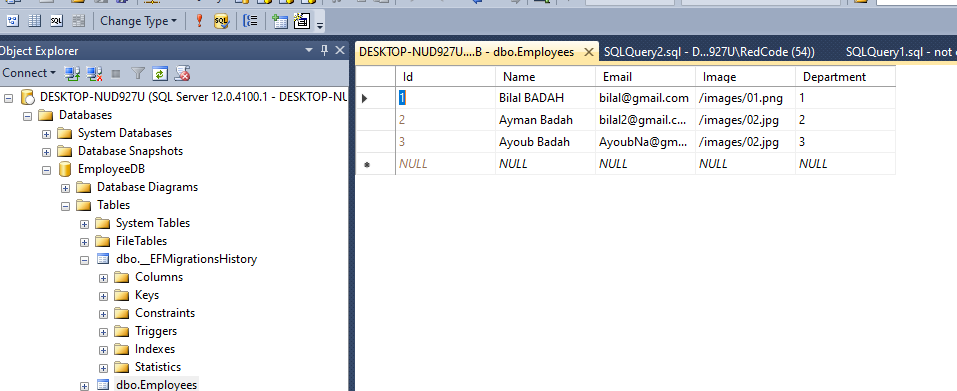 Change Type
Object Explorer
Connect
DESKTOP-NUD927U (SQL Server 12.0.4100.1 - DESKTOP-NU
Databases
System Databases
Database Snapshots
EmployeeDB
Database Diagrams
Tables
System Tables
FileTables
dbo.__EFMigrationsHistory
Columns
Keys
Constraints
Triggers
Indexes
Statistics
dbo.Employees
DESKTOP-NUD927U....B - dbo.Employees
SQLQuery2.sql - D...927U\RedCode (54))
SQLQuery1.sql - not
Id Name Email Image Department
1 Bilal BADAH bilal@gmail.com /images/01.png 1
2 Ayman Badah bilal2@gmail.c... /images/02.jpg 2
3 Ayoub Badah AyoubNa@gm... /images/02.jpg 3
NULL NULL NULL NULL NULL